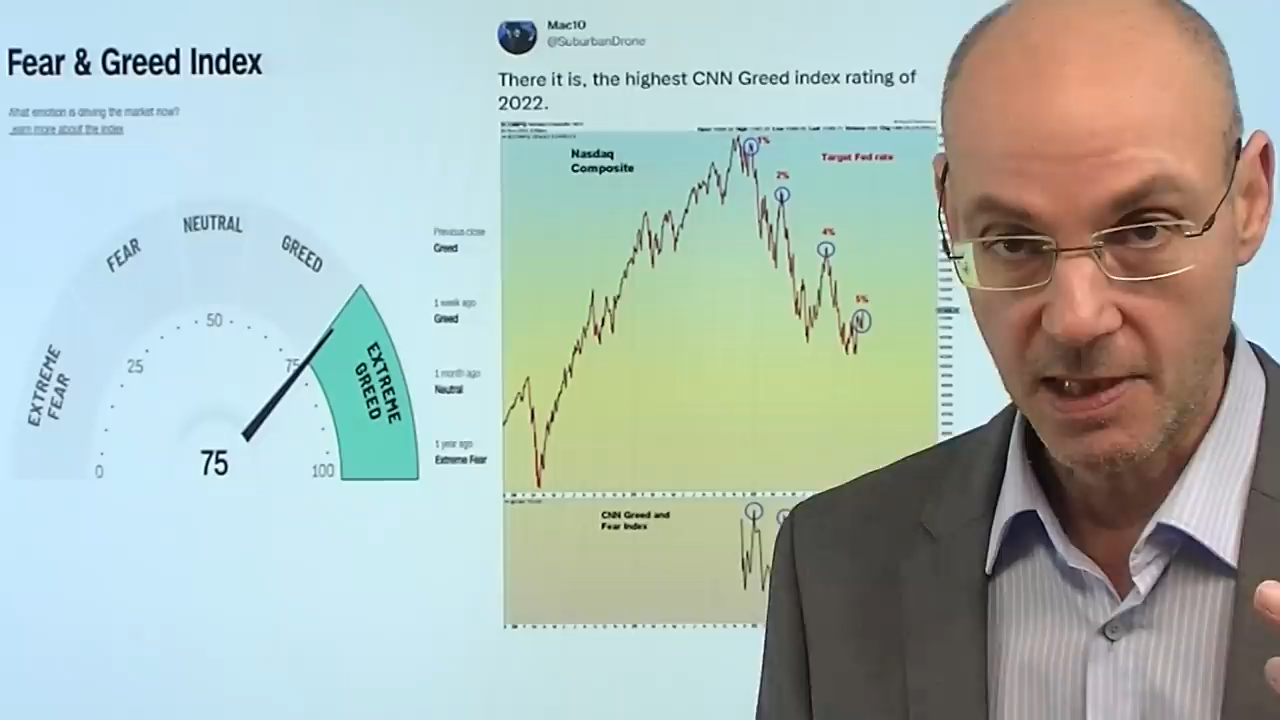 Fear & Greed Index
What emotion is driving the market now?
Learn more about the index
EXTREME
FEAR
FEAR
NEUTRAL
GREED
EXTREME
GREED
0
25
50
75
100
75
Previous close
Greed
1 week ago
Greed
1 month ago
Neutral
1 year ago
Extreme Fear
Mac10
@SuburbanDrone
There it is, the highest CNN Greed index rating of
2022.
Nasdaq
Composite
Target Fed rate
1%
2%
4%
5%
CNN Greed and
Fear Index